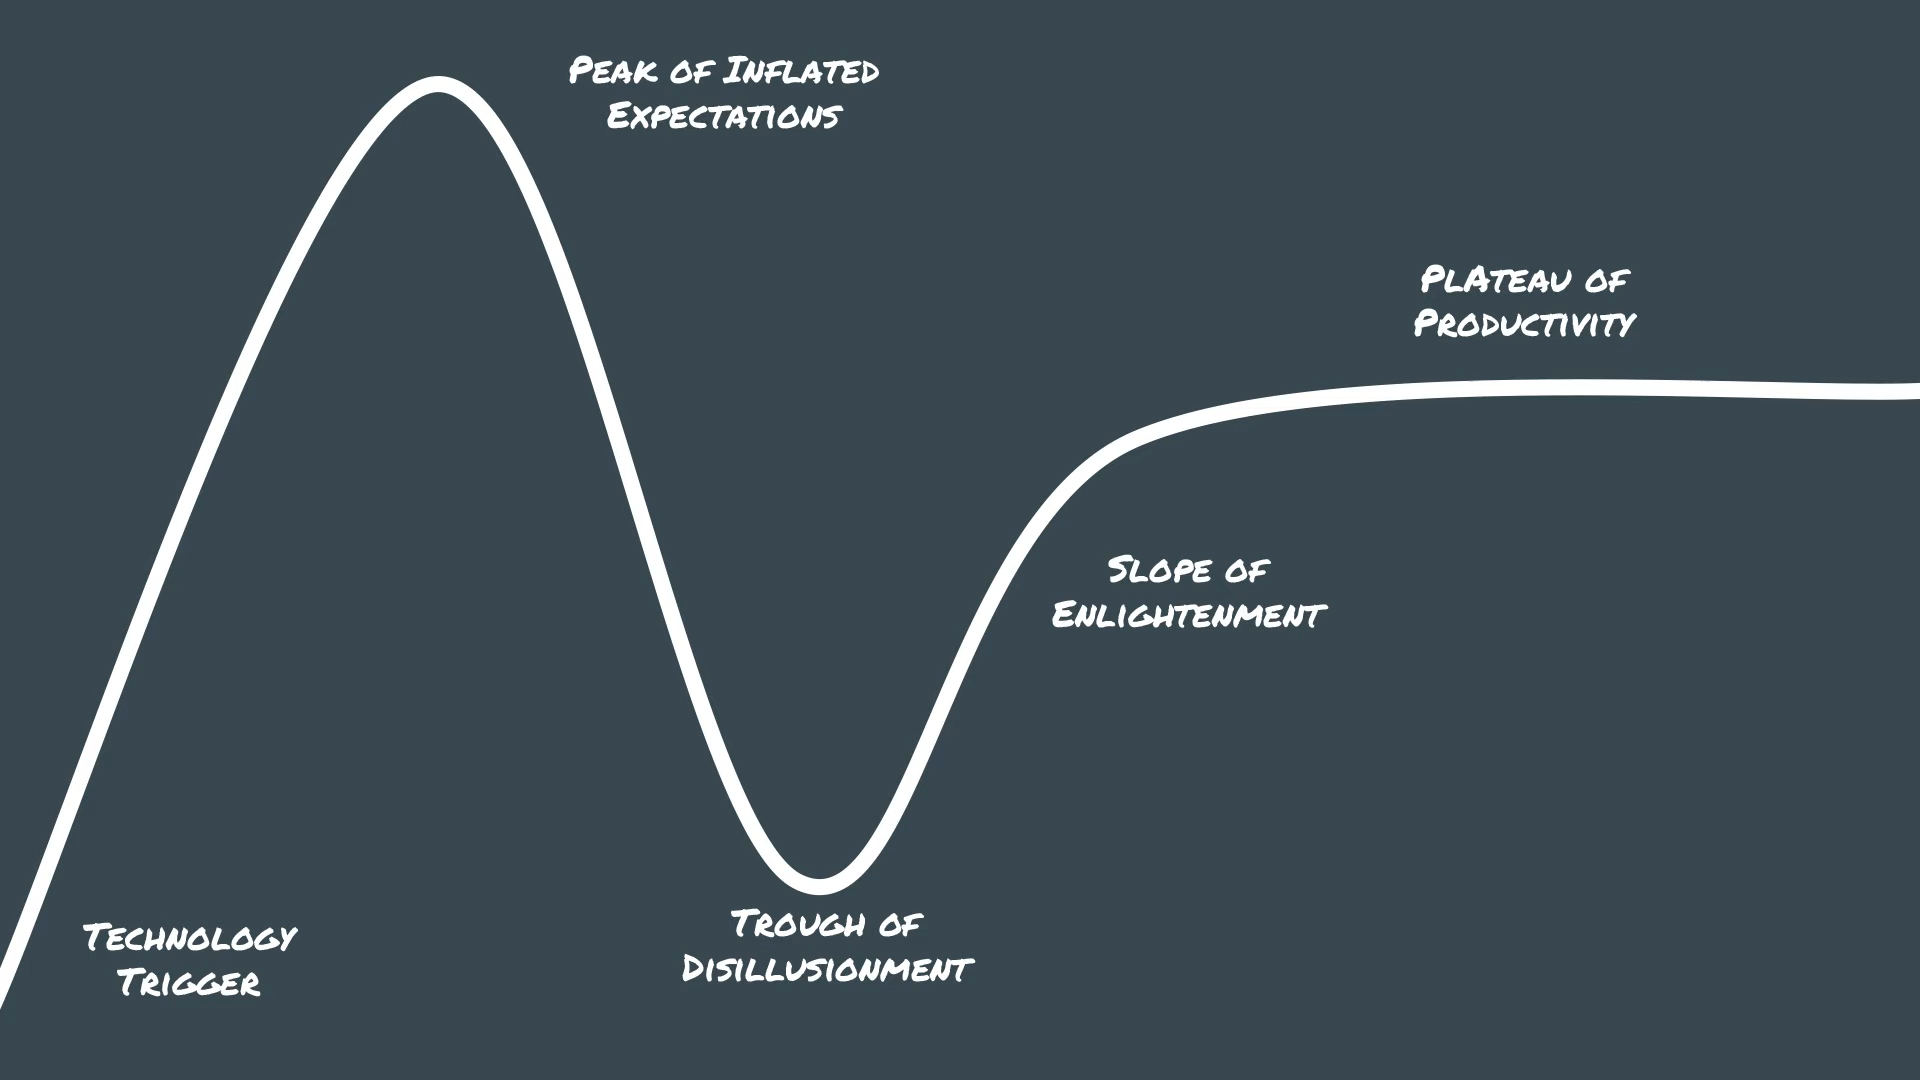 Peak of Inflated
Expectations
Plateau of
Productivity
Slope of
Enlightenment
Technology
Trigger
Trough of
Disillusionment